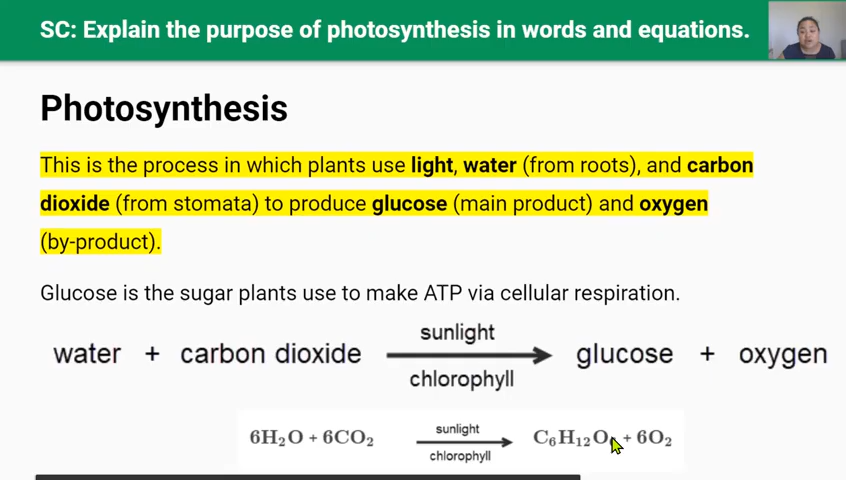 SC: Explain the purpose of photosynthesis in words and equations.
Photosynthesis
This is the process in which plants use light, water (from roots), and carbon
dioxide (from stomata) to produce glucose (main product) and oxygen
(by-product).
Glucose is the sugar plants use to make ATP via cellular respiration.
sunlight
water + carbon dioxide glucose + oxygen
chlorophyll
sunlight
6H₂O + 6CO₂ → C₆H₁₂O + 6O₂
chlorophyll